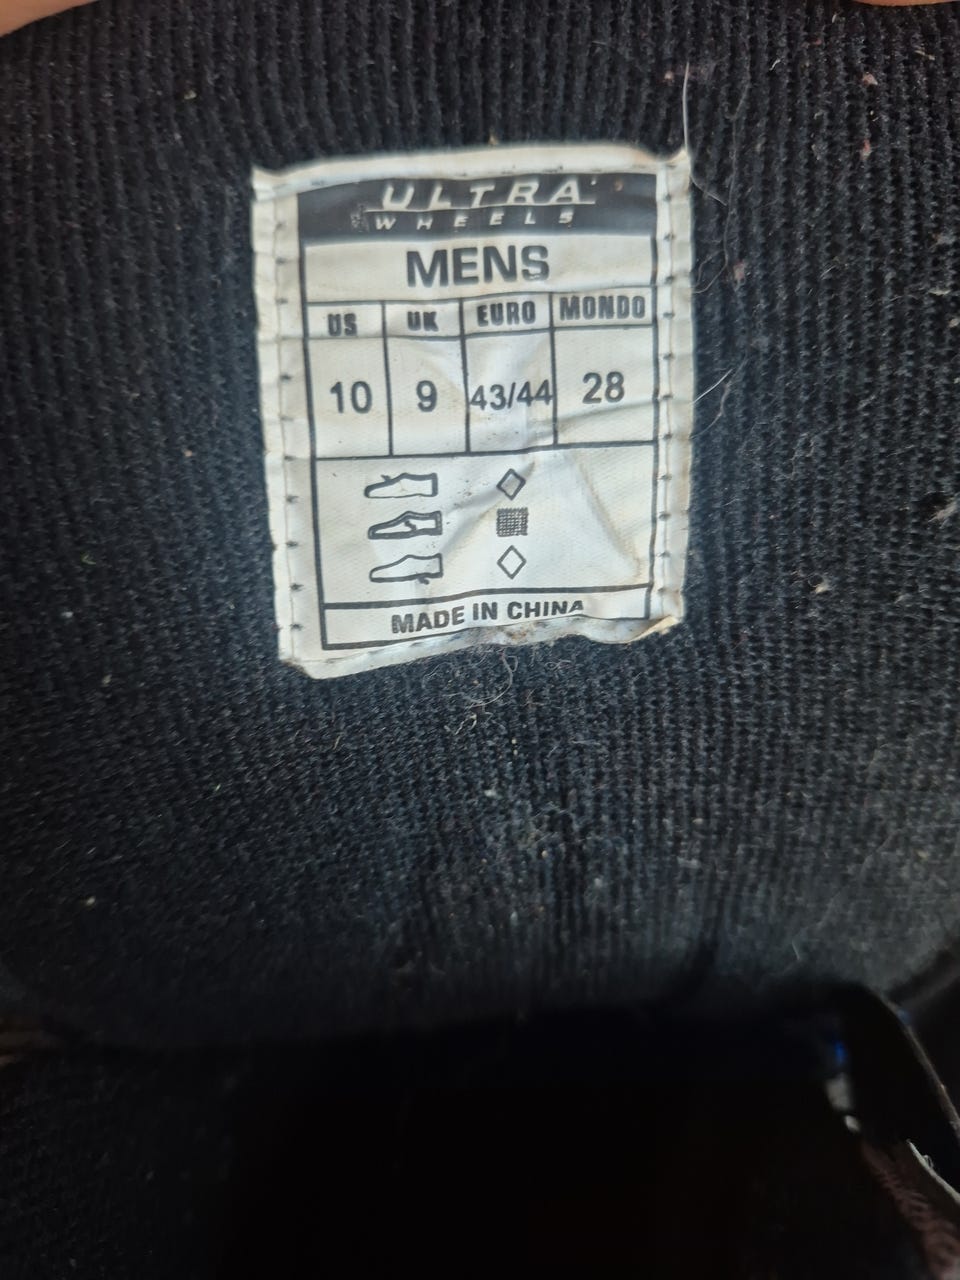 ULTRA
WHEELS
MENS
US UK EURO MONDO
10 9 43/44 28
MADE IN CHINA